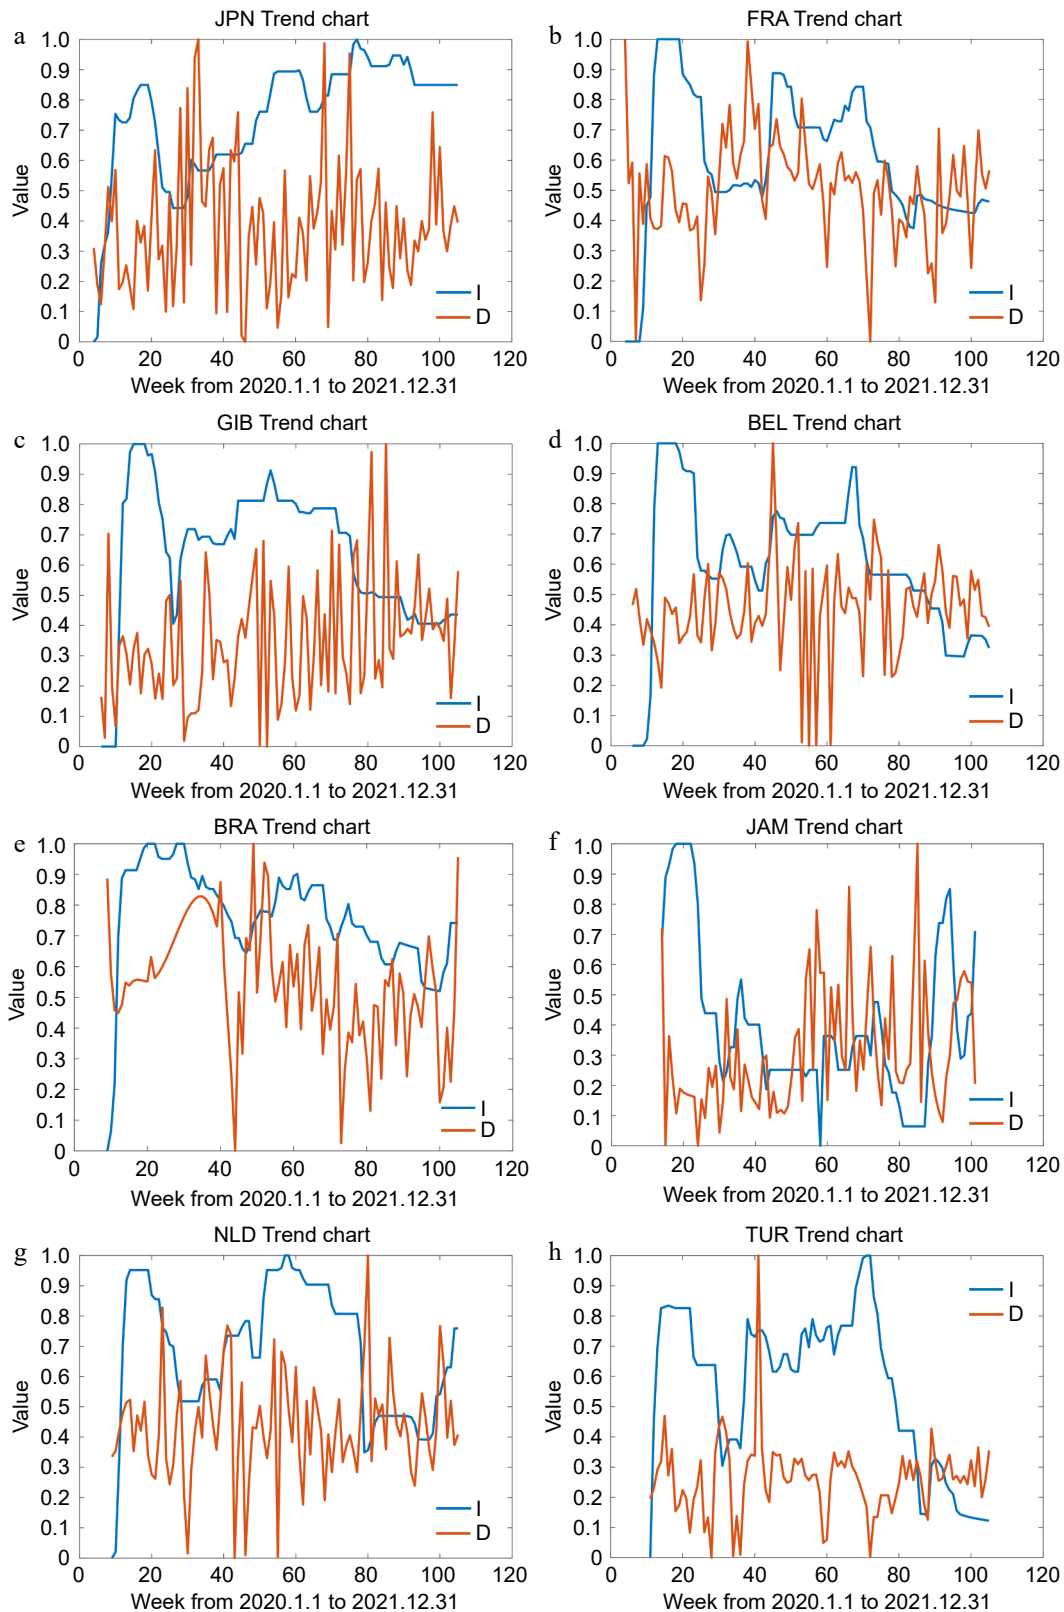 a
JPN Trend chart
1.0
0.9
0.8
0.7
0.6
0.5
0.4
0.3
0.2
0.1
0
Value
I
D
0 20 40 60 80 100 120
Week from 2020.1.1 to 2021.12.31
b
FRA Trend chart
1.0
0.9
0.8
0.7
0.6
0.5
0.4
0.3
0.2
0.1
0
Value
I
D
0 20 40 60 80 100 120
Week from 2020.1.1 to 2021.12.31
c
GIB Trend chart
1.0
0.9
0.8
0.7
0.6
0.5
0.4
0.3
0.2
0.1
0
Value
I
D
0 20 40 60 80 100 120
Week from 2020.1.1 to 2021.12.31
d
BEL Trend chart
1.0
0.9
0.8
0.7
0.6
0.5
0.4
0.3
0.2
0.1
0
Value
I
D
0 20 40 60 80 100 120
Week from 2020.1.1 to 2021.12.31
e
BRA Trend chart
1.0
0.9
0.8
0.7
0.6
0.5
0.4
0.3
0.2
0.1
0
Value
I
D
0 20 40 60 80 100 120
Week from 2020.1.1 to 2021.12.31
f
JAM Trend chart
1.0
0.9
0.8
0.7
0.6
0.5
0.4
0.3
0.2
0.1
0
Value
I
D
0 20 40 60 80 100 120
Week from 2020.1.1 to 2021.12.31
g
NLD Trend chart
1.0
0.9
0.8
0.7
0.6
0.5
0.4
0.3
0.2
0.1
0
Value
I
D
0 20 40 60 80 100 120
Week from 2020.1.1 to 2021.12.31
h
TUR Trend chart
1.0
0.9
0.8
0.7
0.6
0.5
0.4
0.3
0.2
0.1
0
Value
I
D
0 20 40 60 80 100 120
Week from 2020.1.1 to 2021.12.31